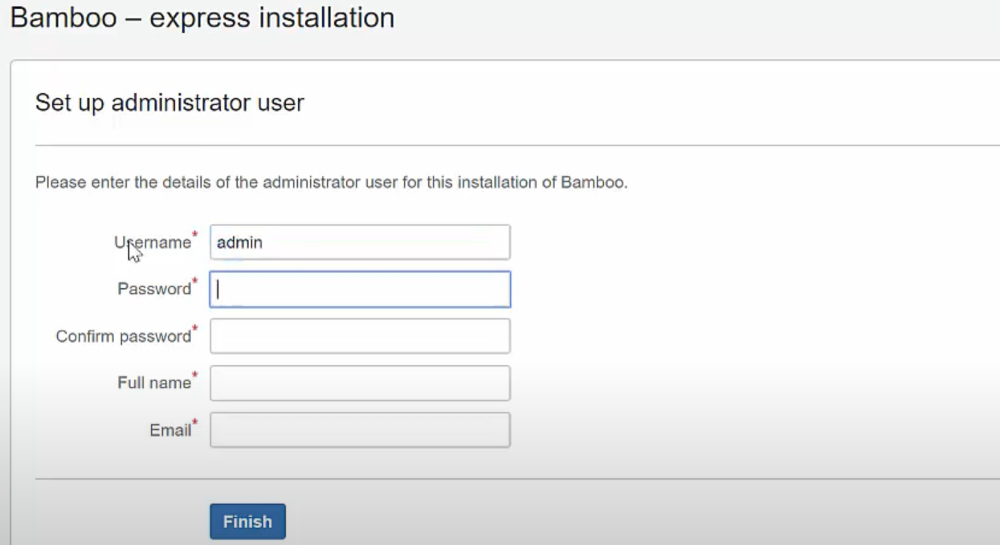 Bamboo – express installation
Set up administrator user
Please enter the details of the administrator user for this installation of Bamboo.
Username* admin
Password*
Confirm password*
Full name*
Email*
Finish